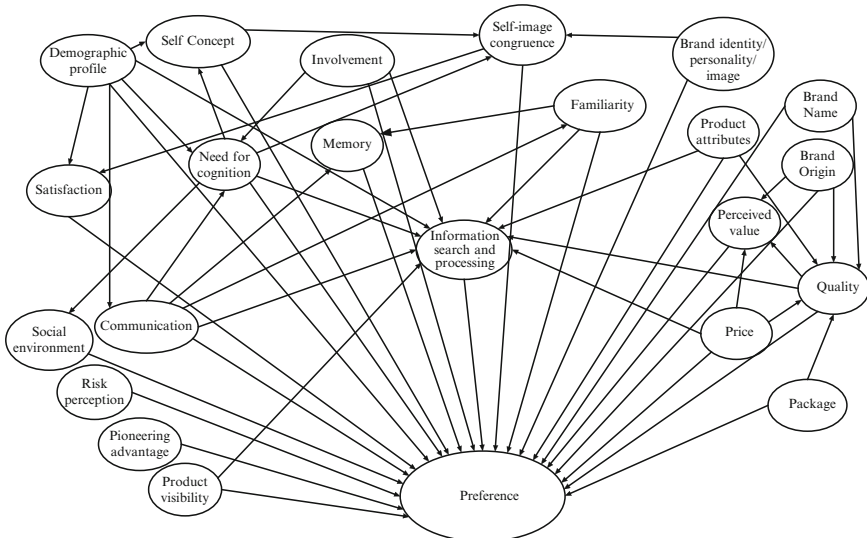 Demographic
profile
Self Concept
Involvement
Self-image
congruence
Brand identity/
personality/
image
Brand
Name
Familiarity
Product
attributes
Memory
Need for
cognition
Brand
Origin
Satisfaction
Perceived
value
Information
search and
processing
Quality
Social
environment
Communication
Price
Risk
perception
Package
Pioneering
advantage
Product
visibility
Preference